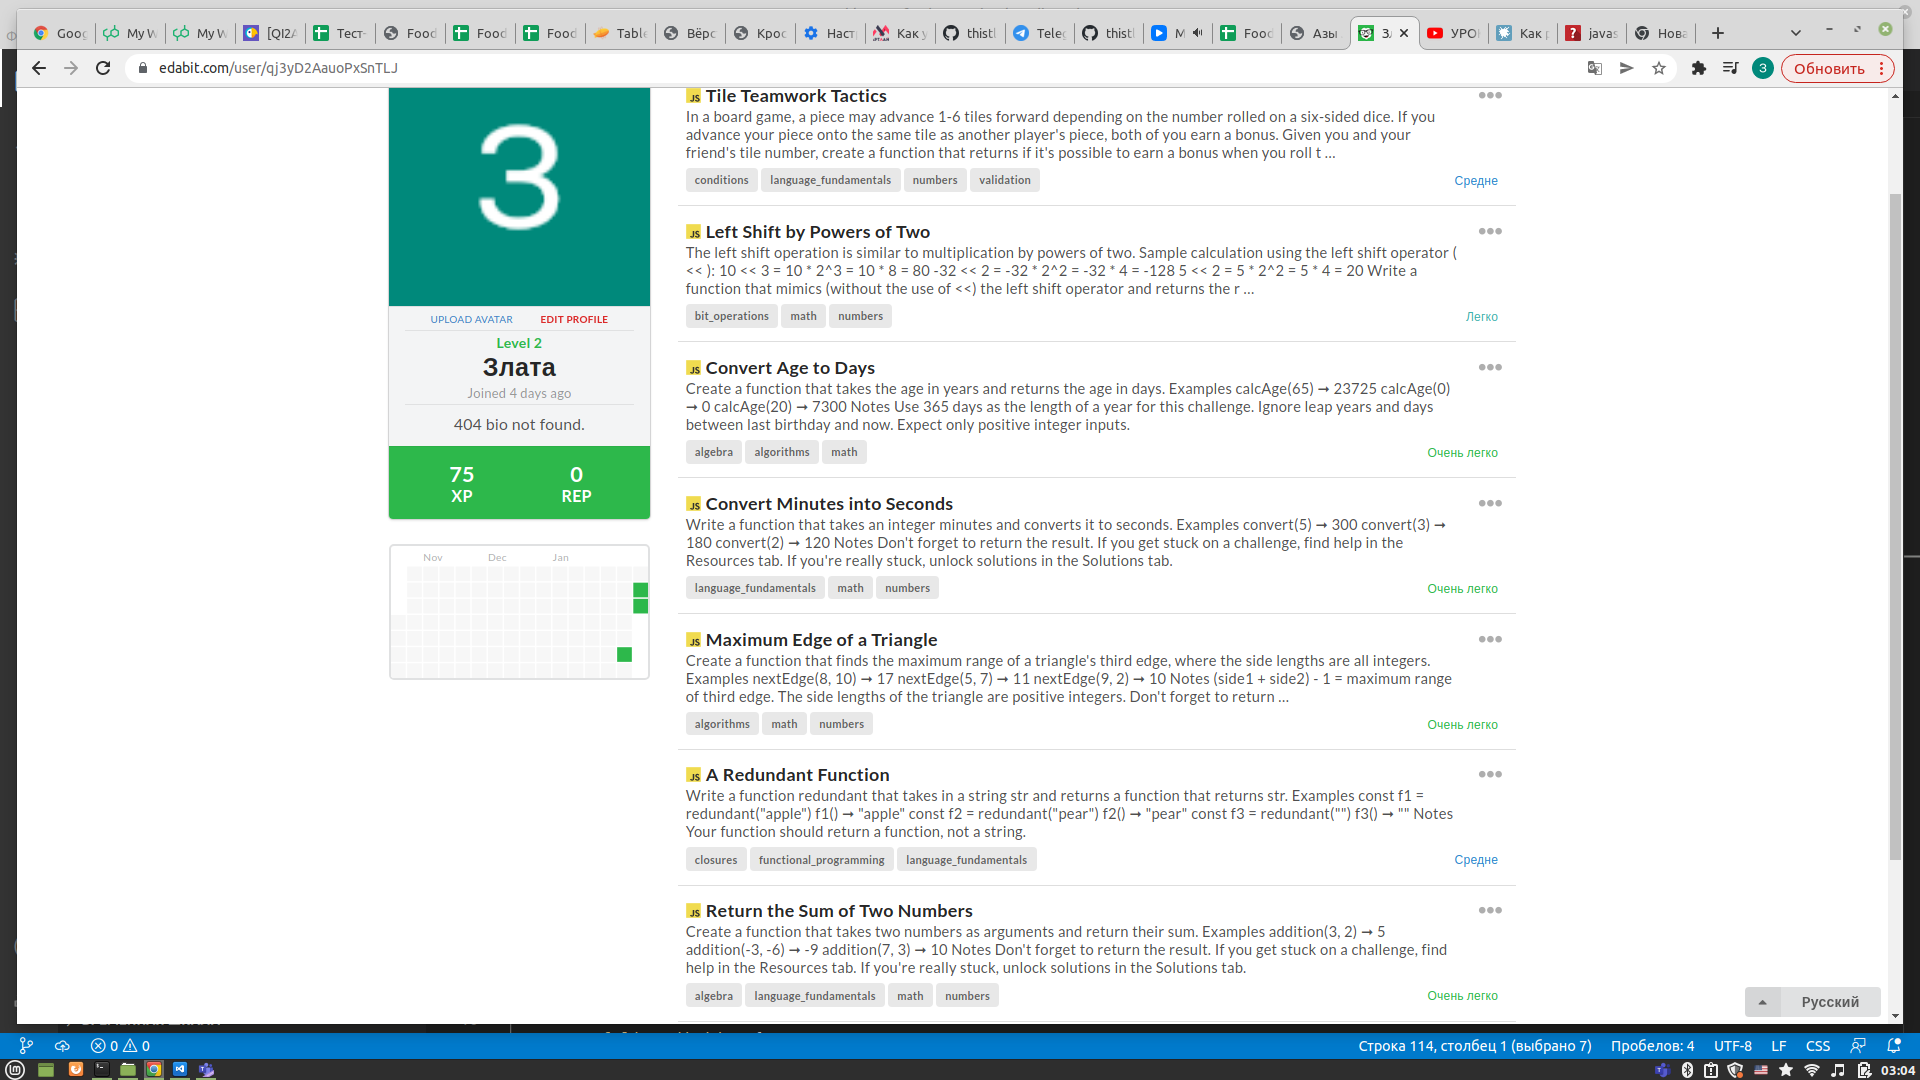 Goog
My W
My W
[QI2A
Тест-
Food
Food
Food
Table
Вёрс
Крос
Наст
Как у
thistl
Teleg
thistl
M
Food
Азы
Зл
УРО
Как р
javas
Нова
edabit.com/user/qj3yD2AauoPxSnTLJ
З
Обновить
З
UPLOAD AVATAR EDIT PROFILE
Level 2
Злата
Joined 4 days ago
404 bio not found.
75 0
XP REP
Nov Dec Jan
JS Tile Teamwork Tactics
In a board game, a piece may advance 1-6 tiles forward depending on the number rolled on a six-sided dice. If you
advance your piece onto the same tile as another player's piece, both of you earn a bonus. Given you and your
friend's tile number, create a function that returns if it's possible to earn a bonus when you roll t ...
conditions language_fundamentals numbers validation Средне
JS Left Shift by Powers of Two
The left shift operation is similar to multiplication by powers of two. Sample calculation using the left shift operator (
<< ): 10 << 3 = 10 * 2^3 = 10 * 8 = 80 -32 << 2 = -32 * 2^2 = -32 * 4 = -128 5 << 2 = 5 * 2^2 = 5 * 4 = 20 Write a
function that mimics (without the use of <<) the left shift operator and returns the r ...
bit_operations math numbers Легко
JS Convert Age to Days
Create a function that takes the age in years and returns the age in days. Examples calcAge(65) ➞ 23725 calcAge(0)
➞ 0 calcAge(20) ➞ 7300 Notes Use 365 days as the length of a year for this challenge. Ignore leap years and days
between last birthday and now. Expect only positive integer inputs.
algebra algorithms math Очень легко
JS Convert Minutes into Seconds
Write a function that takes an integer minutes and converts it to seconds. Examples convert(5) ➞ 300 convert(3) ➞
180 convert(2) ➞ 120 Notes Don't forget to return the result. If you get stuck on a challenge, find help in the
Resources tab. If you're really stuck, unlock solutions in the Solutions tab.
language_fundamentals math numbers Очень легко
JS Maximum Edge of a Triangle
Create a function that finds the maximum range of a triangle's third edge, where the side lengths are all integers.
Examples nextEdge(8, 10) ➞ 17 nextEdge(5, 7) ➞ 11 nextEdge(9, 2) ➞ 10 Notes (side1 + side2) - 1 = maximum range
of third edge. The side lengths of the triangle are positive integers. Don't forget to return ...
algorithms math numbers Очень легко
JS A Redundant Function
Write a function redundant that takes in a string str and returns a function that returns str. Examples const f1 =
redundant("apple") f1() ➞ "apple" const f2 = redundant("pear") f2() ➞ "pear" const f3 = redundant("") f3() ➞ "" Notes
Your function should return a function, not a string.
closures functional_programming language_fundamentals Средне
JS Return the Sum of Two Numbers
Create a function that takes two numbers as arguments and return their sum. Examples addition(3, 2) ➞ 5
addition(-3, -6) ➞ -9 addition(7, 3) ➞ 10 Notes Don't forget to return the result. If you get stuck on a challenge, find
help in the Resources tab. If you're really stuck, unlock solutions in the Solutions tab.
algebra language_fundamentals math numbers Очень легко
Русский
0 0 Строка 114, столбец 1 (выбрано 7) Пробелов: 4 UTF-8 LF CSS
03:04